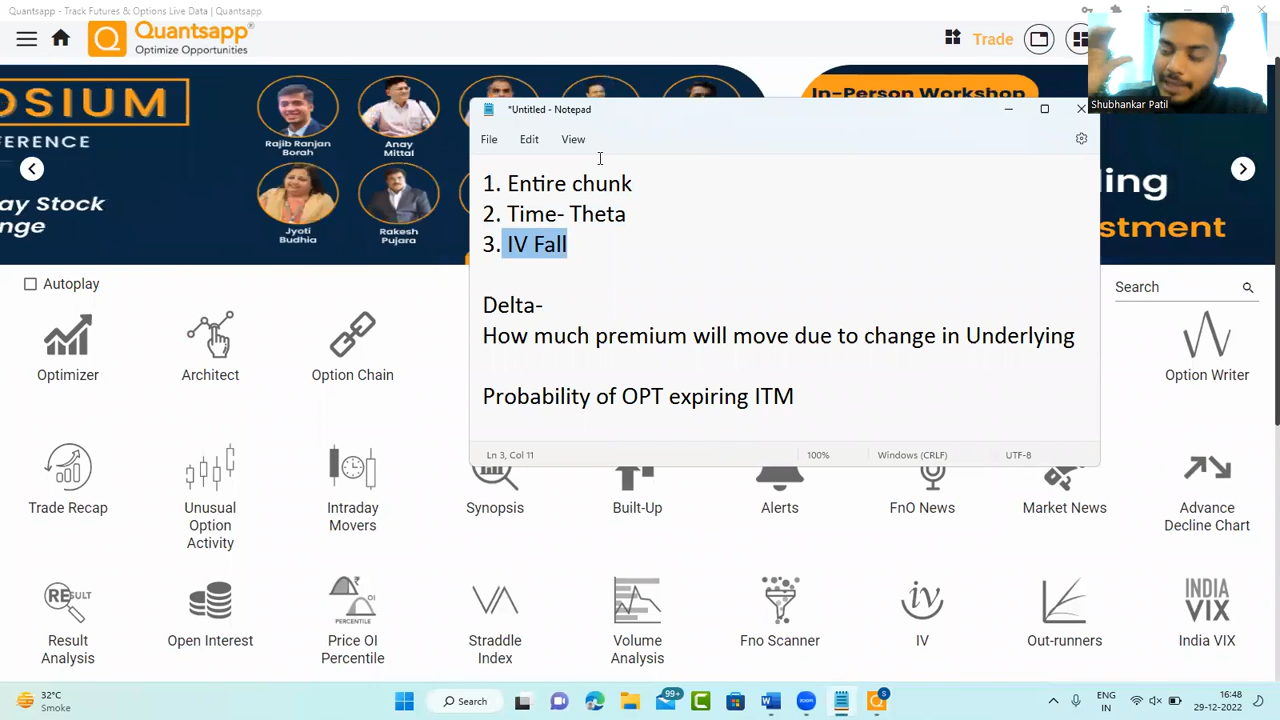 Quantsapp - Track Futures & Options Live Data | Quantsapp
Quantsapp
Optimize Opportunities
Trade
OSIUM
FERENCE
ay Stock
nge
Rajib Ranjan
Borah
Anay
Mittal
Jyoti
Budhia
Rakesh
Pujara
In-Person Workshop
ling
stment
Shubhankar Patil
*Untitled - Notepad
File Edit View
1. Entire chunk
2. Time- Theta
3. IV Fall
Delta-
How much premium will move due to change in Underlying
Probability of OPT expiring ITM
Ln 3, Col 11 100% Windows (CRLF) UTF-8
Autoplay
Search
Optimizer
Architect
Option Chain
Option Writer
Trade Recap
Unusual
Option
Activity
Intraday
Movers
Synopsis
Built-Up
Alerts
FnO News
Market News
Advance
Decline Chart
RESULT
Result
Analysis
Open Interest
OI
PERCENTILE
Price OI
Percentile
Straddle
Index
Volume
Analysis
Fno Scanner
iv
IV
Out-runners
INDIA
VIX
India VIX
32°C
Smoke
Search
99+
ENG
IN
16:48
29-12-2022